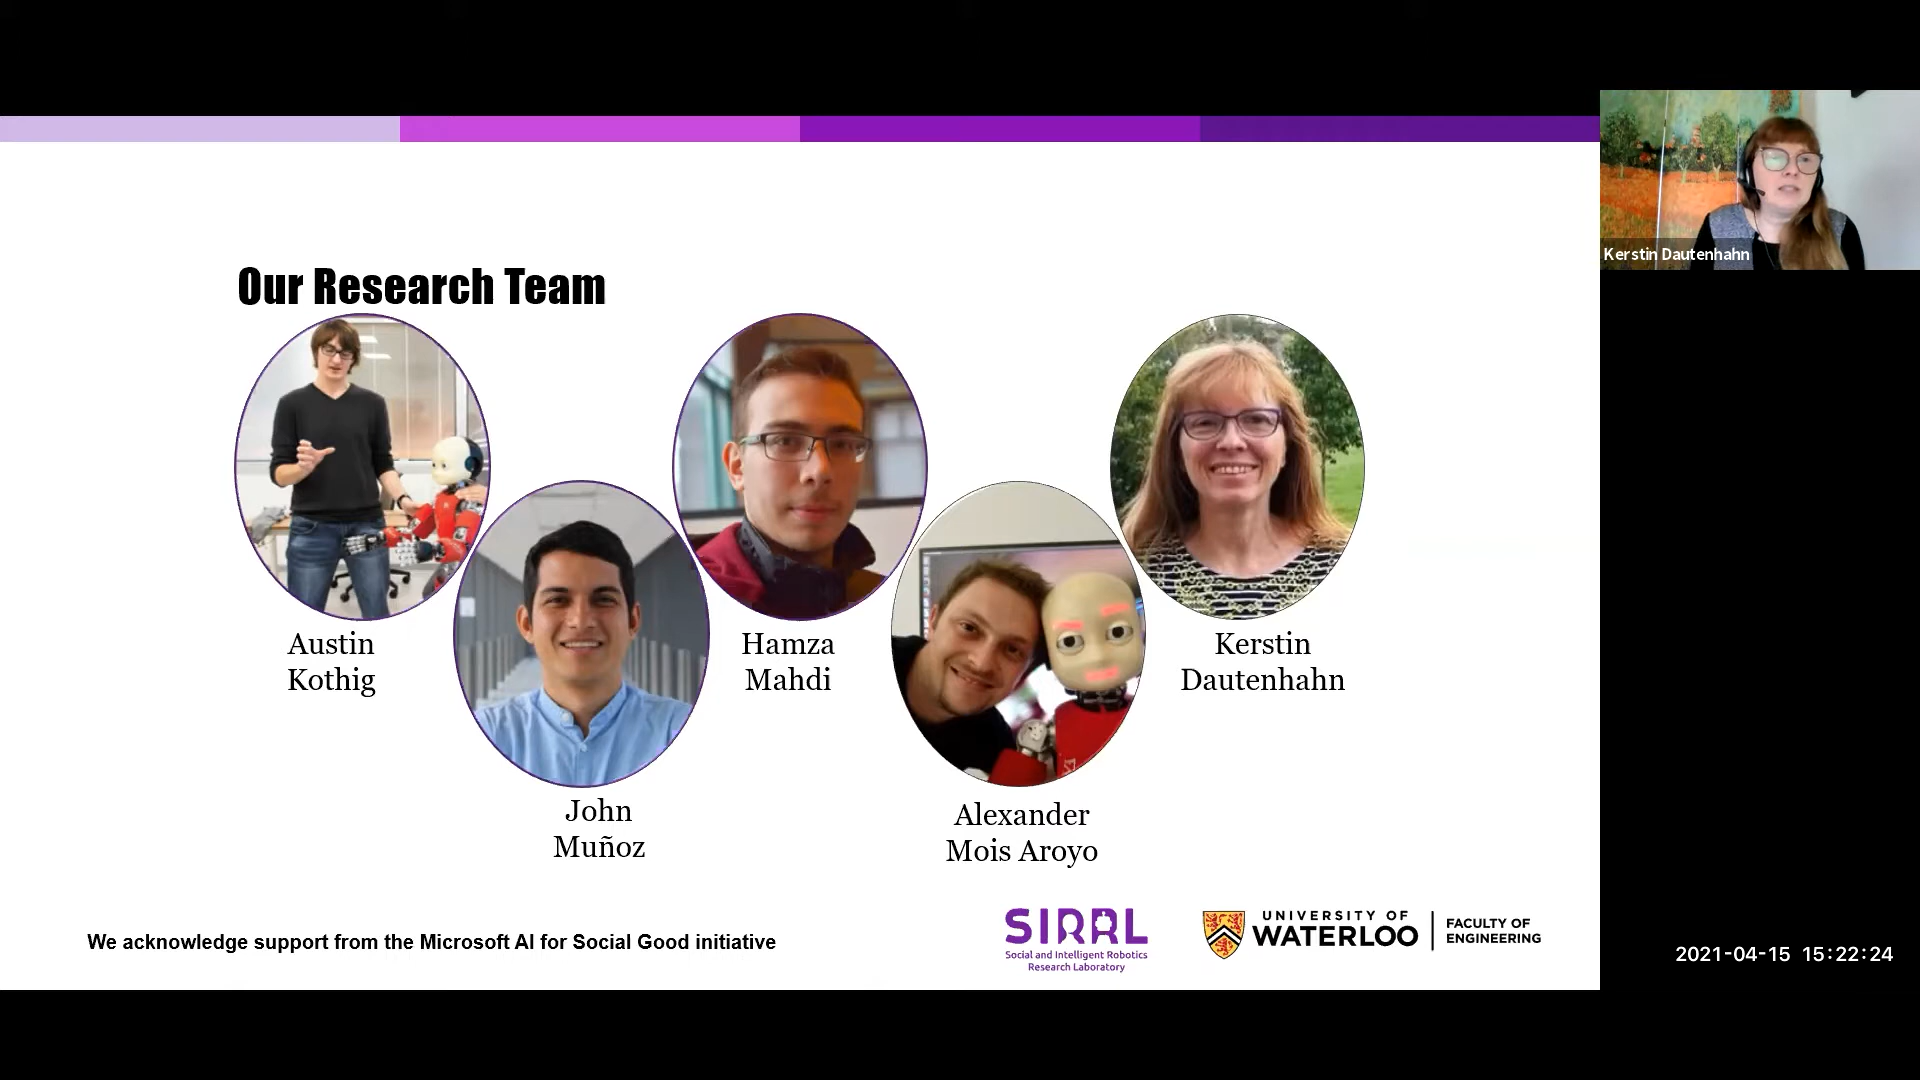 Kerstin Dautenhahn
Our Research Team
Austin
Kothig
Hamza
Mahdi
Kerstin
Dautenhahn
John
Muñoz
Alexander
Mois Aroyo
We acknowledge support from the Microsoft AI for Social Good initiative
SIRRL
Social and Intelligent Robotics
Research Laboratory
UNIVERSITY OF
WATERLOO
FACULTY OF
ENGINEERING
2021-04-15 15:22:24